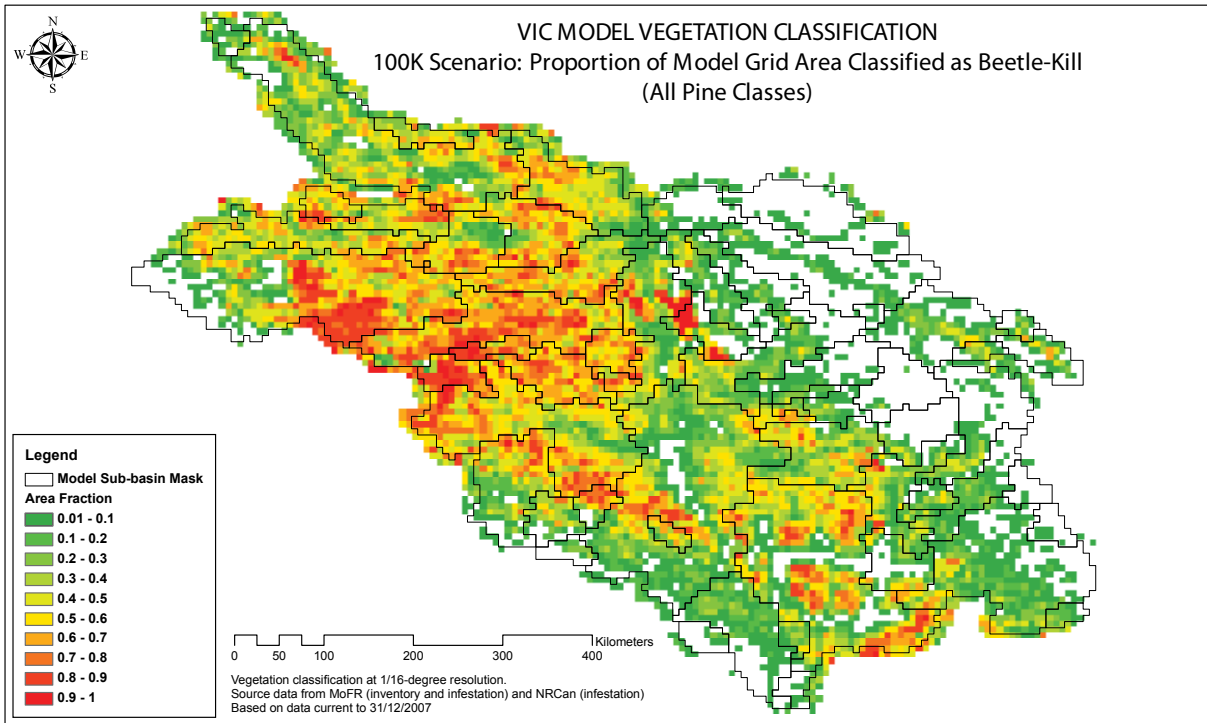 N
W E
S
VIC MODEL VEGETATION CLASSIFICATION
100K Scenario: Proportion of Model Grid Area Classified as Beetle-Kill
(All Pine Classes)
Legend
Model Sub-basin Mask
Area Fraction
0.01 - 0.1
0.1 - 0.2
0.2 - 0.3
0.3 - 0.4
0.4 - 0.5
0.5 - 0.6
0.6 - 0.7
0.7 - 0.8
0.8 - 0.9
0.9 - 1
Kilometers
0 50 100 200 300 400
Vegetation classification at 1/16-degree resolution.
Source data from MoFR (inventory and infestation) and NRCan (infestation)
Based on data current to 31/12/2007